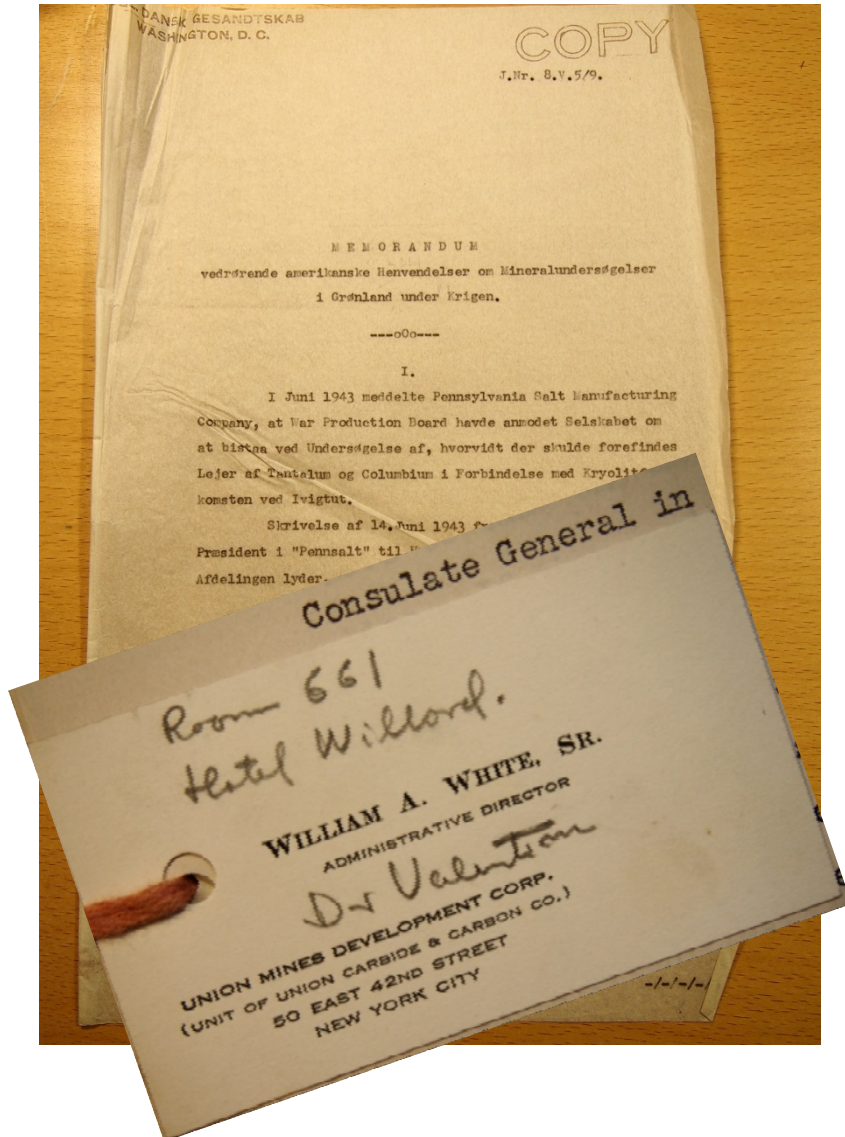 DANSK GESANDTSKAB
WASHINGTON, D. C.
COPY
J.Nr. 8.V.5/9.
MEMORANDUM
vedrørende amerikanske Henvendelser om Mineralundersøgelser
i Grønland under Krigen.
---oOo---
I.
I Juni 1943 meddelte Pennsylvania Salt Manufacturing
Company, at War Production Board havde anmodet Selskabet om
at bistaa ved Undersøgelse af, hvorvidt der skulde forefindes
Lejer af Tantalum og Columbium i Forbindelse med
komsten ved Ivigtut.
Skrivelse af 14.Juni 1943
Præsident i "Pennsalt" til
Afdelingen lyder
Consulate General in
Room 661
Hotel Willard.
WILLIAM A. WHITE, SR.
ADMINISTRATIVE DIRECTOR
Dr
UNION MINES DEVELOPMENT CORP.
(UNIT OF UNION CARBIDE & CARBON CO.)
50 EAST 42ND STREET
NEW YORK CITY
-/-/-/-/